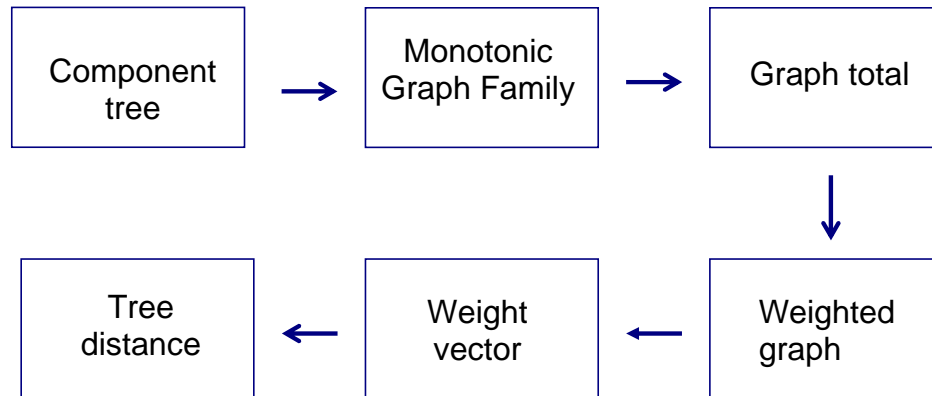 Component
tree
Monotonic
Graph Family
Graph total
Tree
distance
Weight
vector
Weighted
graph